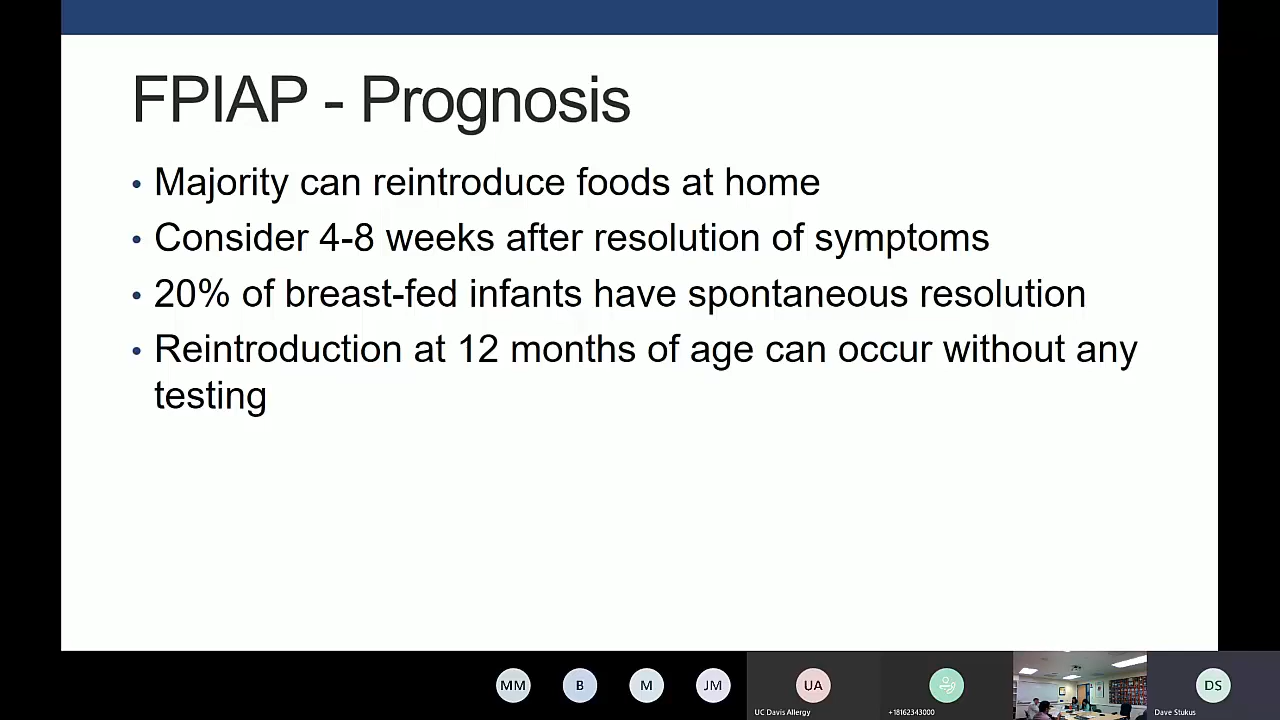 FPIAP - Prognosis
• Majority can reintroduce foods at home
• Consider 4-8 weeks after resolution of symptoms
• 20% of breast-fed infants have spontaneous resolution
• Reintroduction at 12 months of age can occur without any
testing
MM
B
M
JM
UA
DS
UC Davis Allergy
+18162343000
Dave Stukus